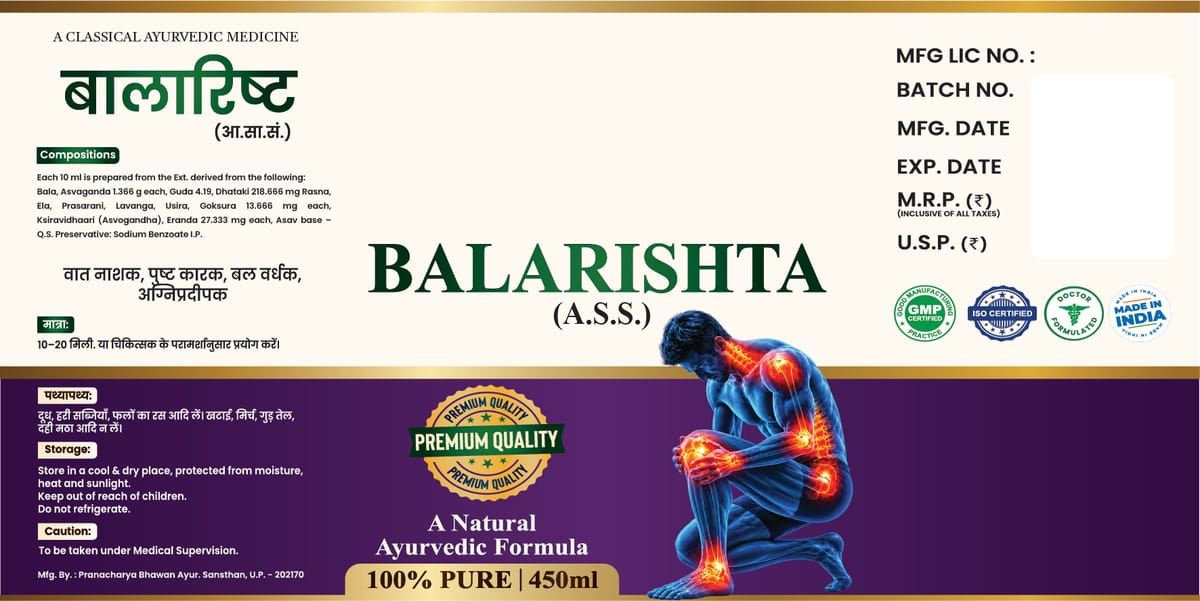 A CLASSICAL AYURVEDIC MEDICINE
बालारिष्ट
(आ.सा.सं.)
Compositions
Each 10 ml is prepared from the Ext. derived from the following:
Bala, Asvaganda 1.366 g each, Guda 4.19, Dhataki 218.666 mg Rasna,
Ela, Prasarani, Lavanga, Usira, Goksura 13.666 mg each,
Ksiravidhaari (Asvogandha), Eranda 27.333 mg each, Asav base –
Q.S. Preservative: Sodium Benzoate I.P.
वात नाशक, पुष्ट कारक, बल वर्धक,
अग्निप्रदीपक
मात्रा:
10–20 मिली. या चिकित्सक के परामर्शानुसार प्रयोग करें।
पथ्यापथ्य:
दूध, हरी सब्जियाँ, फलों का रस आदि लें। खटाई, मिर्च, गुड़ तेल,
दही मठा आदि न लें।
Storage:
Store in a cool & dry place, protected from moisture,
heat and sunlight.
Keep out of reach of children.
Do not refrigerate.
Caution:
To be taken under Medical Supervision.
Mfg. By. : Pranacharya Bhawan Ayur. Sansthan, U.P. - 202170
BALARISHTA
(A.S.S.)
PREMIUM QUALITY
PREMIUM QUALITY
PREMIUM QUALITY
A Natural
Ayurvedic Formula
100% PURE | 450ml
MFG LIC NO. :
BATCH NO.
MFG. DATE
EXP. DATE
M.R.P. (₹)
(INCLUSIVE OF ALL TAXES)
U.S.P. (₹)
GOOD MANUFACTURING
GMP
CERTIFIED
PRACTICE
ISO CERTIFIED
DOCTOR
FORMULATED
MADE IN INDIA
MADE IN
INDIA